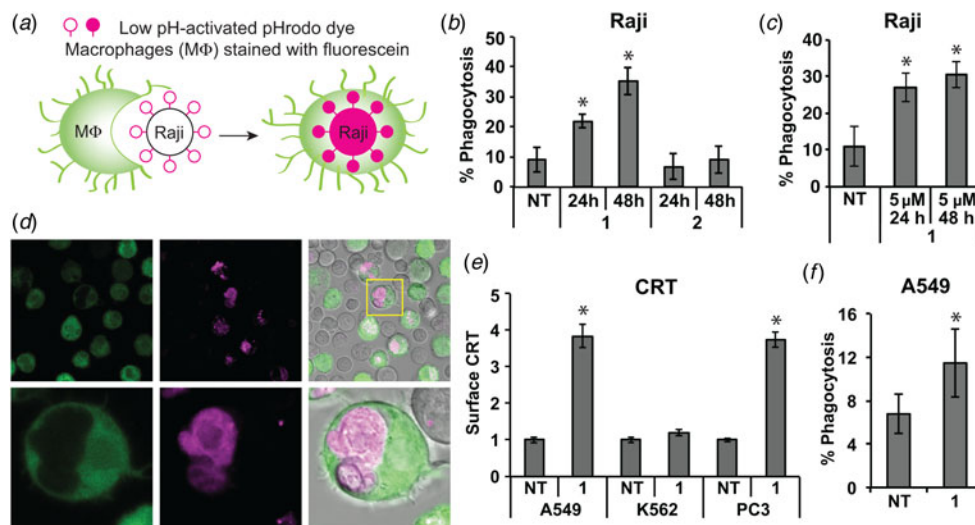 (a)
Low pH-activated pHrodo dye
Macrophages (MΦ) stained with fluorescein
MΦ
Raji
Raji
(b)
Raji
% Phagocytosis
50
40
30
20
10
0
*
*
NT
24h
48h
24h
48h
1
2
(c)
Raji
% Phagocytosis
40
30
20
10
0
*
*
NT
5 μM
24 h
5 μM
48 h
1
(d)
(e)
CRT
Surface CRT
5
4
3
2
1
0
*
*
NT
1
NT
1
NT
1
A549
K562
PC3
(f)
A549
% Phagocytosis
16
12
8
4
0
*
NT
1